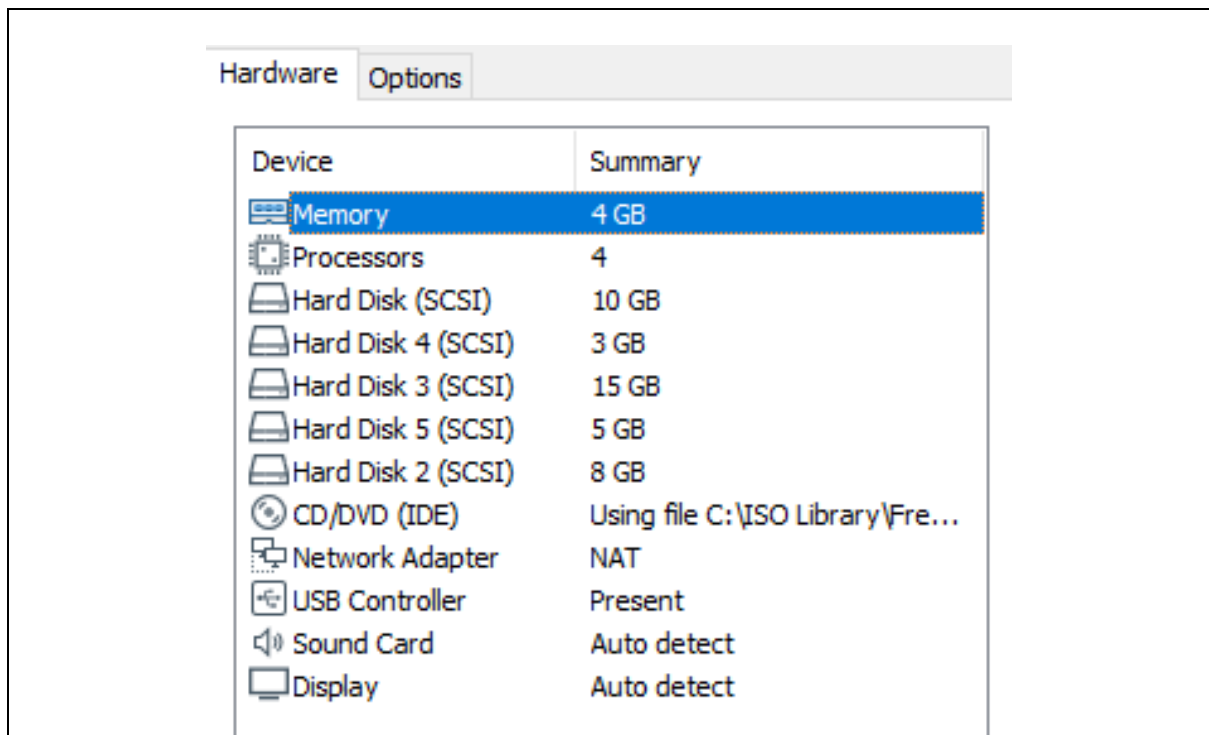 Hardware Options
Device Summary
Memory 4 GB
Processors 4
Hard Disk (SCSI) 10 GB
Hard Disk 4 (SCSI) 3 GB
Hard Disk 3 (SCSI) 15 GB
Hard Disk 5 (SCSI) 5 GB
Hard Disk 2 (SCSI) 8 GB
CD/DVD (IDE) Using file C:\ISO Library\Fre...
Network Adapter NAT
USB Controller Present
Sound Card Auto detect
Display Auto detect